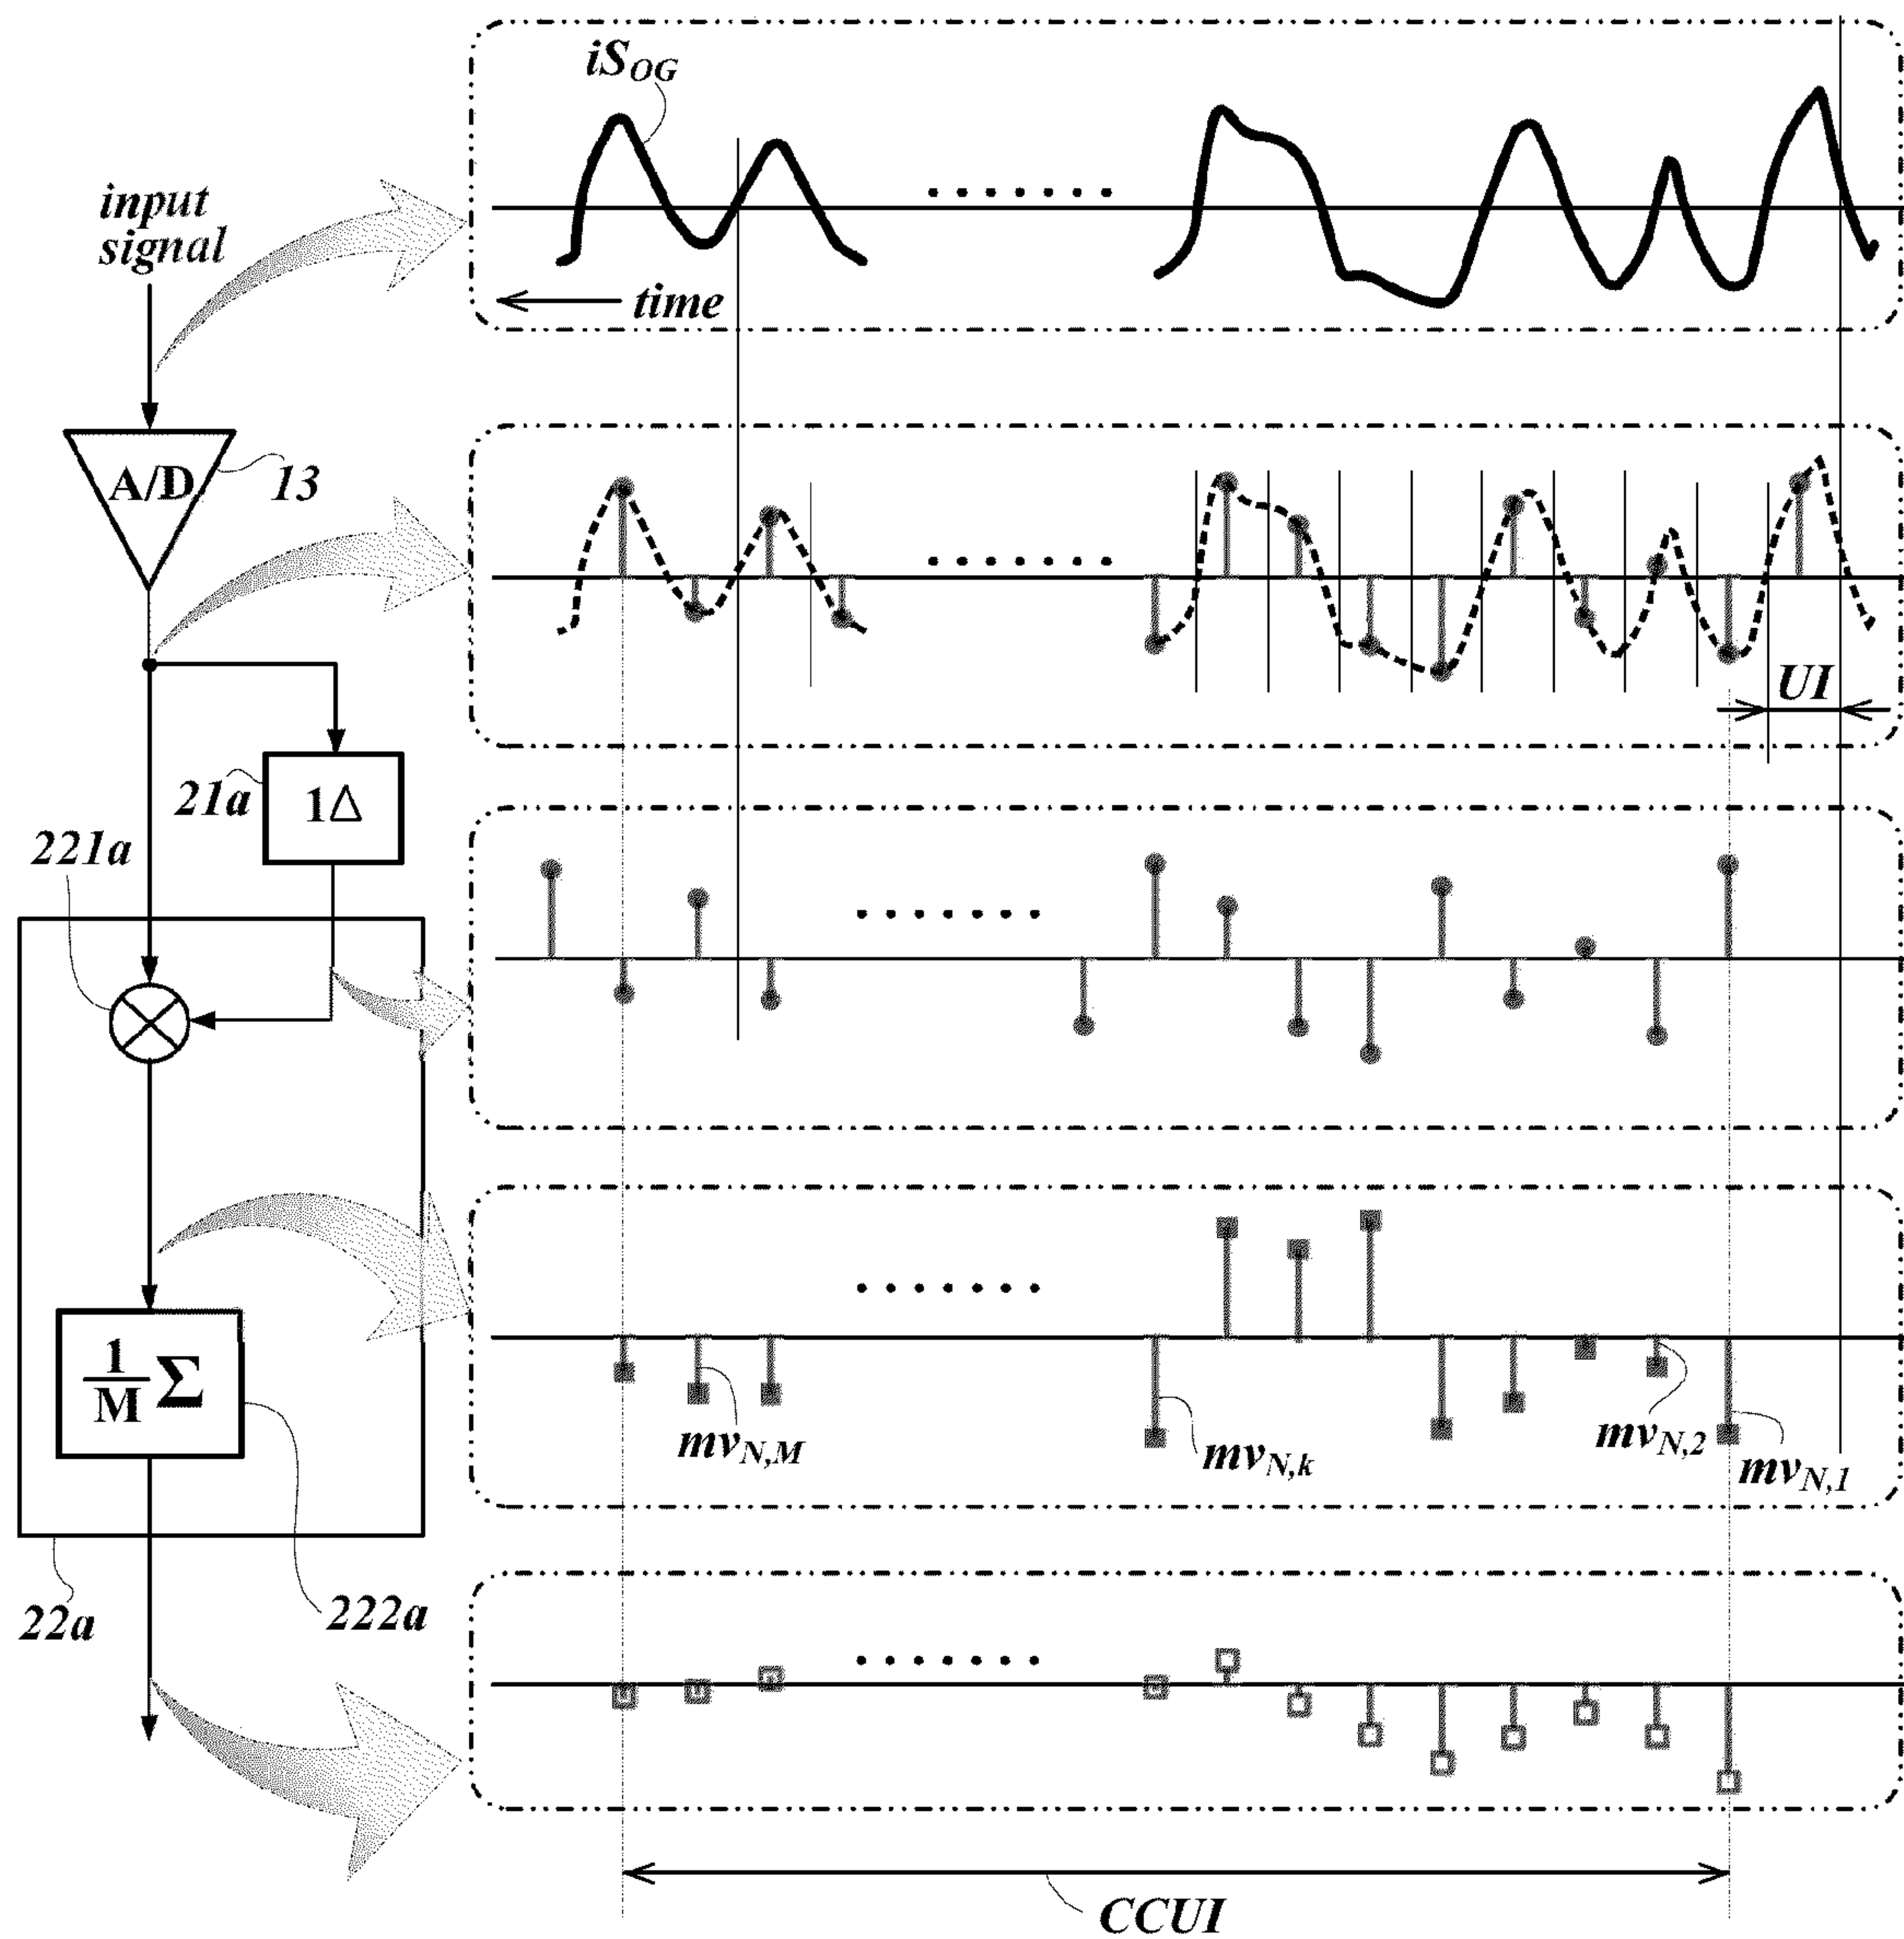 iS_OG
input
signal
time
A/D
13
UI
21a
1Δ
221a
1/M Σ
mv_N,M
mv_N,k
mv_N,2
mv_N,1
22a
222a
CCUI